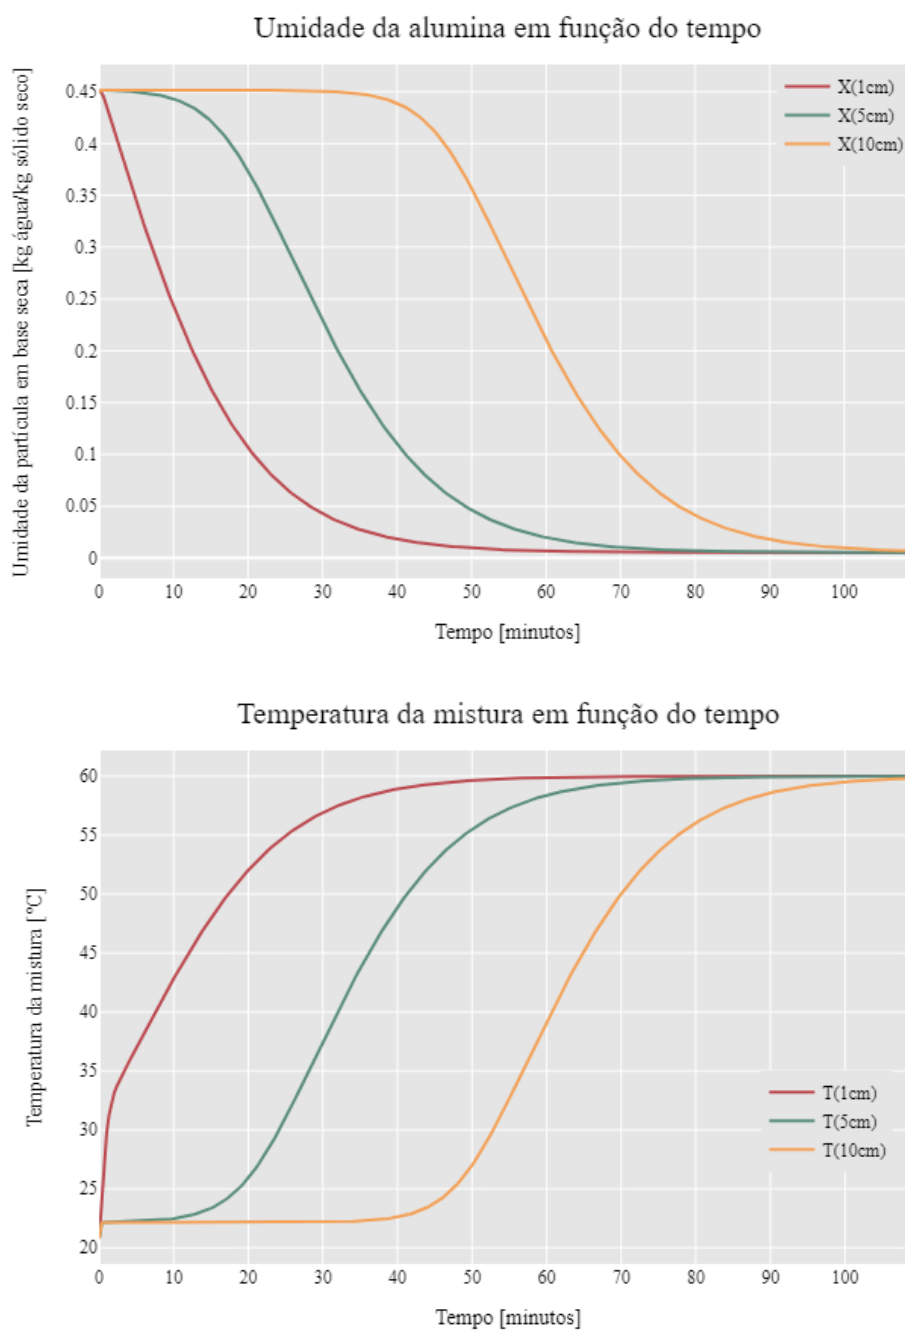 Umidade da alumina em função do tempo
Umidade da partícula em base seca [kg água/kg sólido seco]
0.45
0.4
0.35
0.3
0.25
0.2
0.15
0.1
0.05
0
X(1cm)
X(5cm)
X(10cm)
0 10 20 30 40 50 60 70 80 90 100
Tempo [minutos]
Temperatura da mistura em função do tempo
Temperatura da mistura [°C]
60
55
50
45
40
35
30
25
20
T(1cm)
T(5cm)
T(10cm)
0 10 20 30 40 50 60 70 80 90 100
Tempo [minutos]